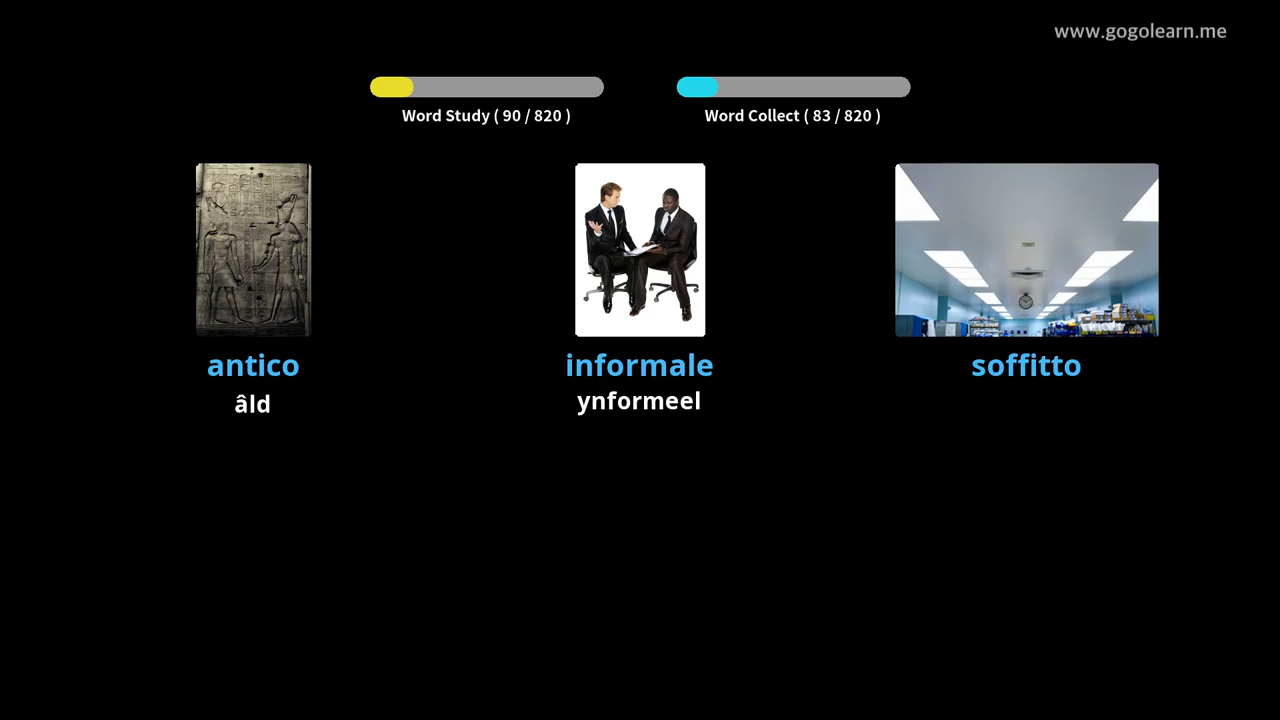 www.gogolearn.me
Word Study ( 90 / 820 )
Word Collect ( 83 / 820 )
antico
informale
soffitto
âld
ynformeel